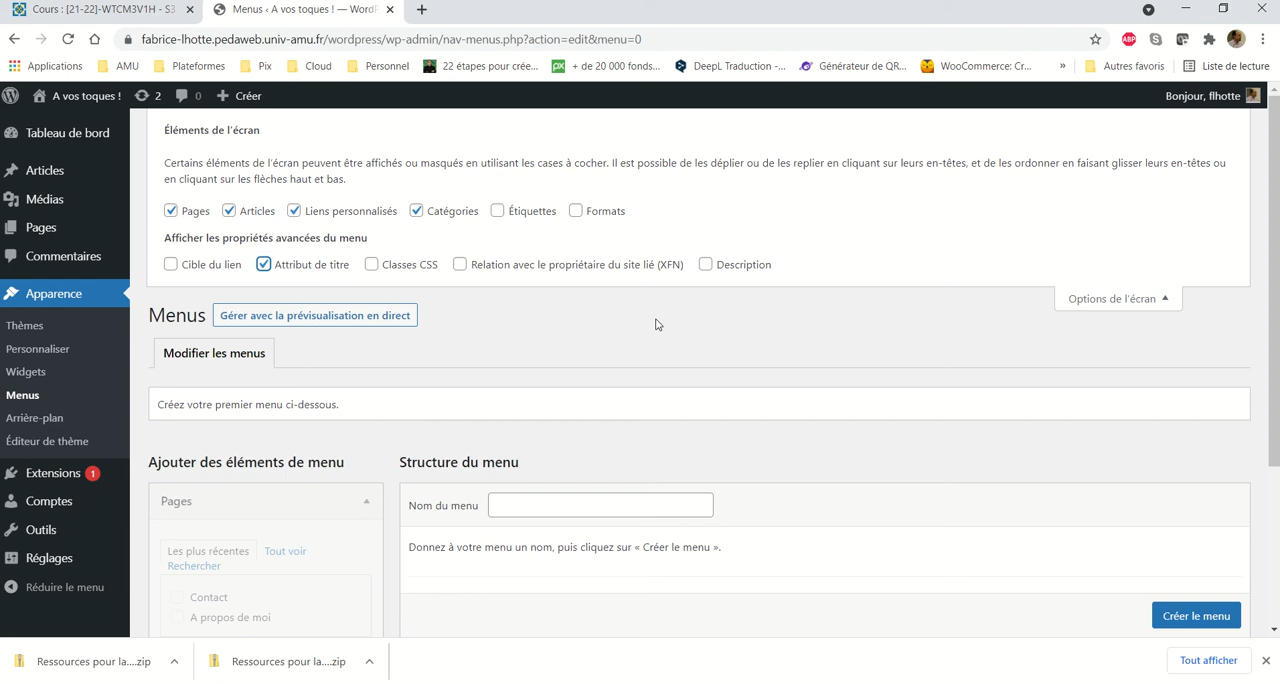 Cours : [21-22]-WTCM3V1H - S3
Menus ‹ A vos toques ! — WordP
fabrice-lhotte.pedaweb.univ-amu.fr/wordpress/wp-admin/nav-menus.php?action=edit&menu=0
ABP
Applications
AMU
Plateformes
Pix
Cloud
Personnel
22 étapes pour crée...
px
+ de 20 000 fonds...
DeepL Traduction -...
Générateur de QR...
WooCommerce: Cr...
»
Autres favoris
Liste de lecture
A vos toques !
2
0
Créer
Bonjour, flhotte
Tableau de bord
Articles
Médias
Pages
Commentaires
Apparence
Thèmes
Personnaliser
Widgets
Menus
Arrière-plan
Éditeur de thème
Extensions 1
Comptes
Outils
Réglages
Réduire le menu
Éléments de l'écran
Certains éléments de l'écran peuvent être affichés ou masqués en utilisant les cases à cocher. Il est possible de les déplier ou de les replier en cliquant sur leurs en-têtes, et de les ordonner en faisant glisser leurs en-têtes ou
en cliquant sur les flèches haut et bas.
Pages Articles Liens personnalisés Catégories Étiquettes Formats
Afficher les propriétés avancées du menu
Cible du lien Attribut de titre Classes CSS Relation avec le propriétaire du site lié (XFN) Description
Options de l'écran
Menus
Gérer avec la prévisualisation en direct
Modifier les menus
Créez votre premier menu ci-dessous.
Ajouter des éléments de menu
Pages
Les plus récentes
Tout voir
Rechercher
Contact
A propos de moi
Structure du menu
Nom du menu
Donnez à votre menu un nom, puis cliquez sur « Créer le menu ».
Créer le menu
Ressources pour la....zip
Ressources pour la....zip
Tout afficher